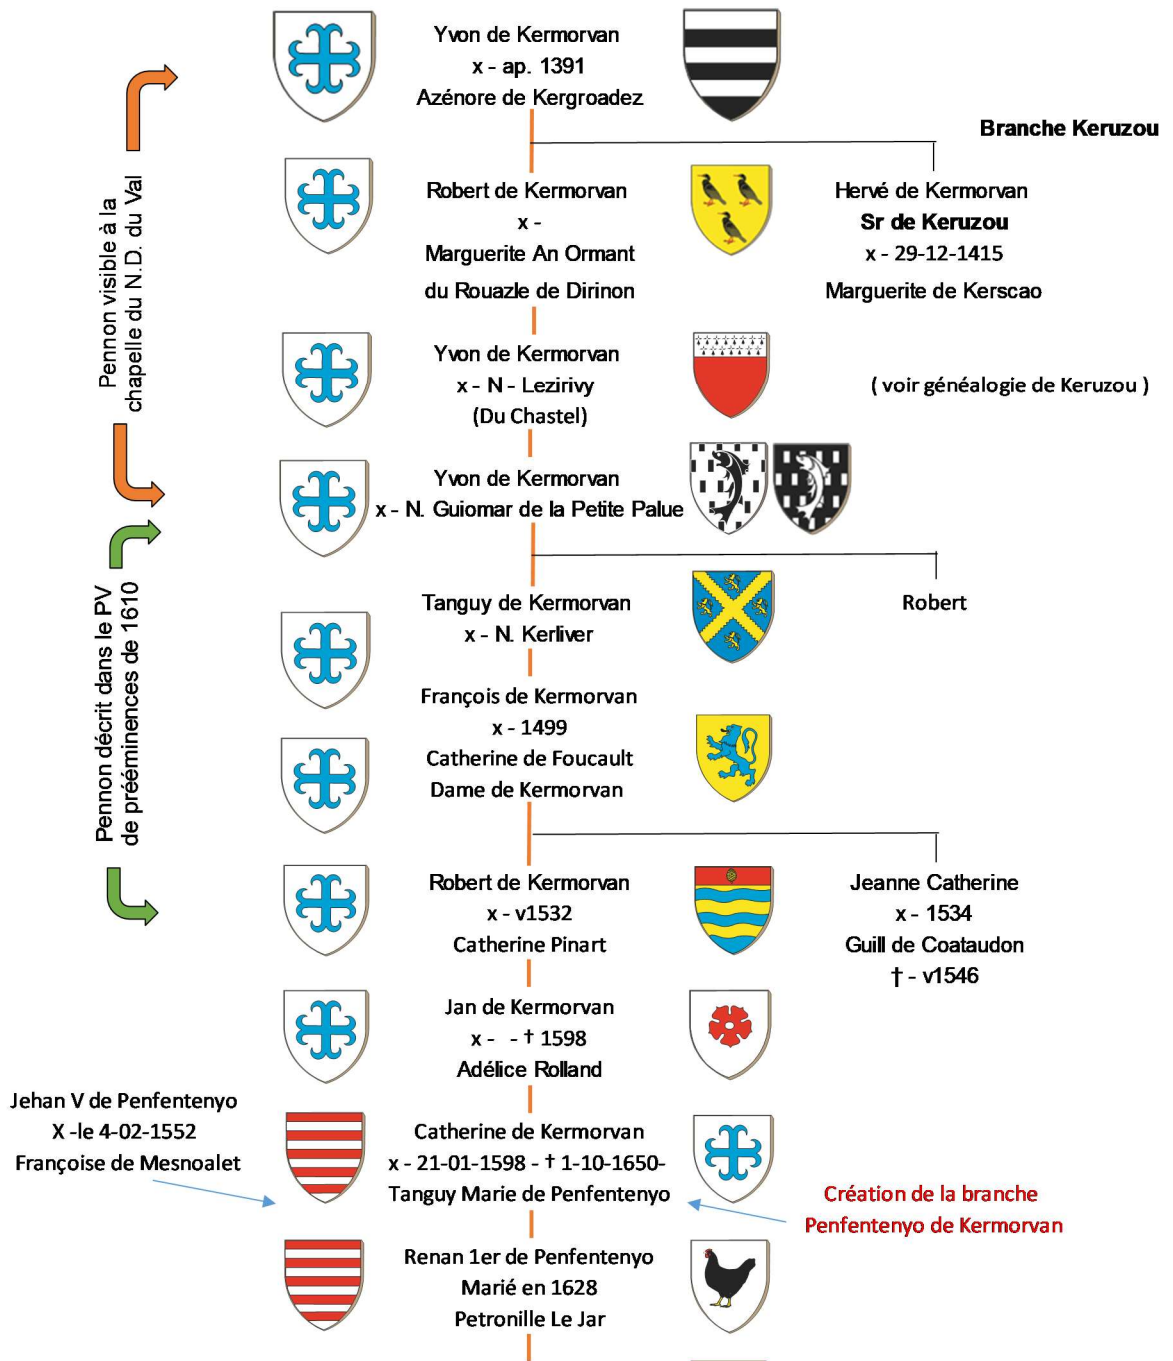 Yvon de Kermorvan
x - ap. 1391
Azénore de Kergroadez
Branche Keruzou
Pennon visible à la
chapelle du N.D. du Val
Robert de Kermorvan
x -
Marguerite An Ormant
du Rouazle de Dirinon
Hervé de Kermorvan
Sr de Keruzou
x - 29-12-1415
Marguerite de Kerscao
Yvon de Kermorvan
x - N - Lezirivy
(Du Chastel)
( voir généalogie de Keruzou )
Yvon de Kermorvan
x - N. Guiomar de la Petite Palue
Pennon décrit dans le PV
de prééminences de 1610
Tanguy de Kermorvan
x - N. Kerliver
Robert
François de Kermorvan
x - 1499
Catherine de Foucault
Dame de Kermorvan
Robert de Kermorvan
x - v1532
Catherine Pinart
Jeanne Catherine
x - 1534
Guill de Coataudon
† - v1546
Jan de Kermorvan
x -   - † 1598
Adélice Rolland
Jehan V de Penfentenyo
X -le 4-02-1552
Françoise de Mesnoalet
Catherine de Kermorvan
x - 21-01-1598 - † 1-10-1650-
Tanguy Marie de Penfentenyo
Création de la branche
Penfentenyo de Kermorvan
Renan 1er de Penfentenyo
Marié en 1628
Petronille Le Jar